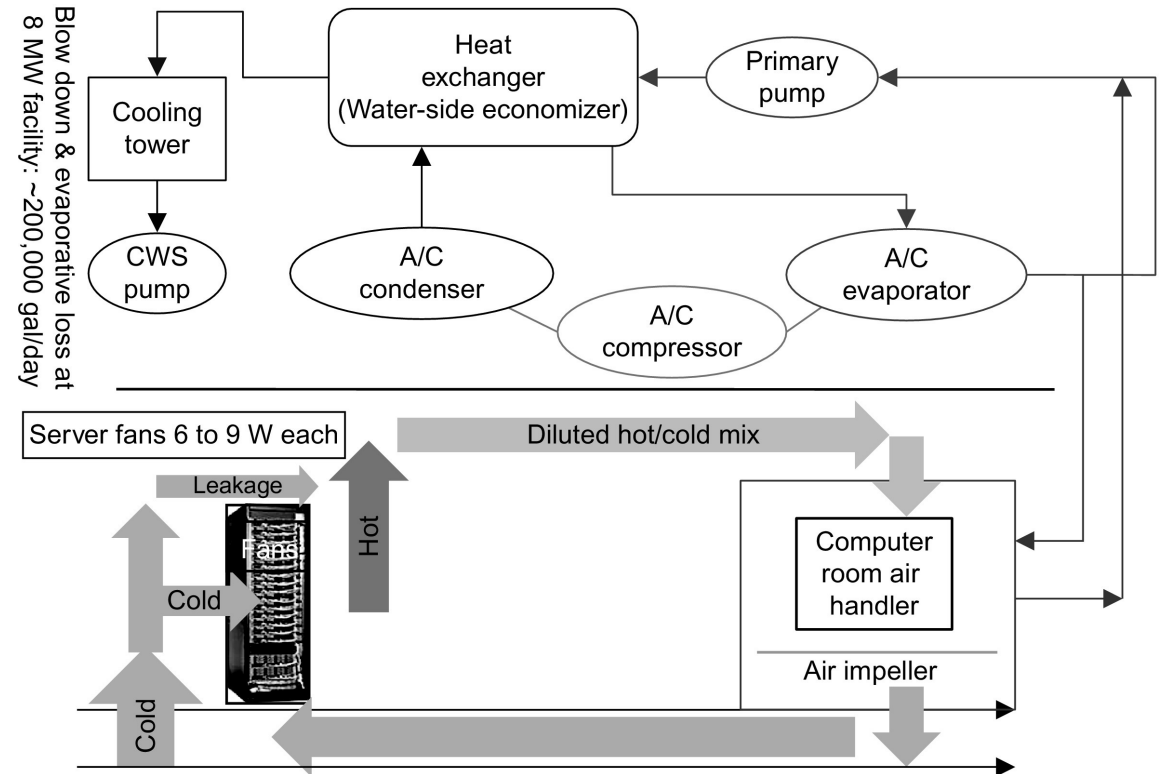 Blow down & evaporative loss at
8 MW facility: ~200,000 gal/day
Heat
exchanger
(Water-side economizer)
Primary
pump
Cooling
tower
CWS
pump
A/C
condenser
A/C
compressor
A/C
evaporator
Server fans 6 to 9 W each
Diluted hot/cold mix
Leakage
Fans
Hot
Cold
Cold
Computer
room air
handler
Air impeller